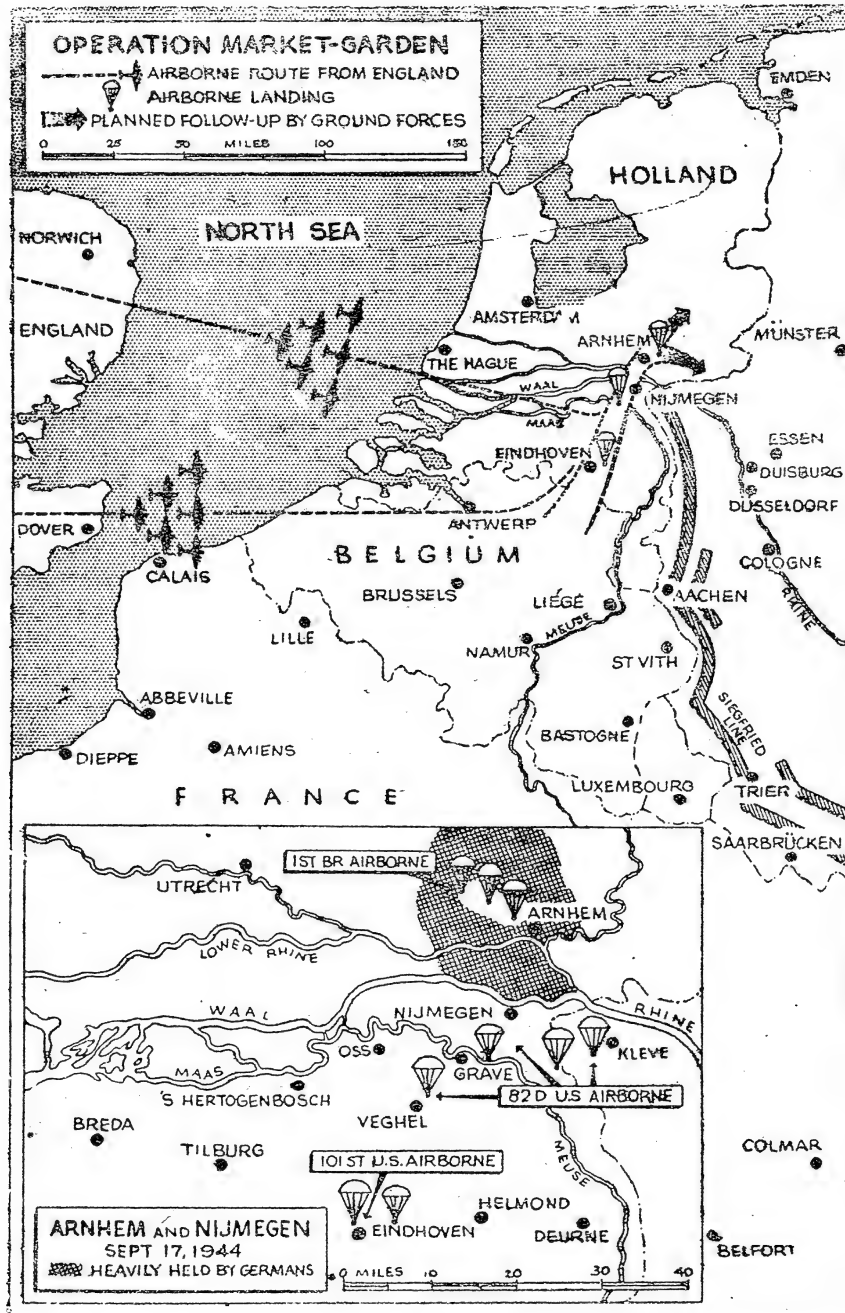 OPERATION MARKET-GARDEN
AIRBORNE ROUTE FROM ENGLAND
AIRBORNE LANDING
PLANNED FOLLOW-UP BY GROUND FORCES
0 25 50 MILES 100 150
EMDEN
HOLLAND
NORWICH
NORTH SEA
ENGLAND
AMSTERDAM
ARNHEM
MÜNSTER
THE HAGUE
WAAL
NIJMEGEN
MAAS
EINDHOVEN
ESSEN
DUISBURG
DÜSSELDORF
DOVER
ANTWERP
CALAIS
BELGIUM
COLOGNE
BRUSSELS
LIÉGE
AACHEN
RHINE
LILLE
MEUSE
NAMUR
ST VITH
ABBEVILLE
SIEGFRIED
LINE
BASTOGNE
DIEPPE
AMIENS
LUXEMBOURG
TRIER
FRANCE
SAARBRÜCKEN
1ST BR AIRBORNE
UTRECHT
ARNHEM
LOWER RHINE
WAAL
NIJMEGEN
RHINE
OSS
KLEVE
MAAS
GRAVE
'S HERTOGENBOSCH
82D U.S AIRBORNE
VEGHEL
BREDA
TILBURG
101ST U.S. AIRBORNE
MEUSE
COLMAR
HELMOND
EINDHOVEN
DEURNE
BELFORT
ARNHEM AND NIJMEGEN
SEPT 17, 1944
HEAVILY HELD BY GERMANS
0 MILES 10 20 30 40